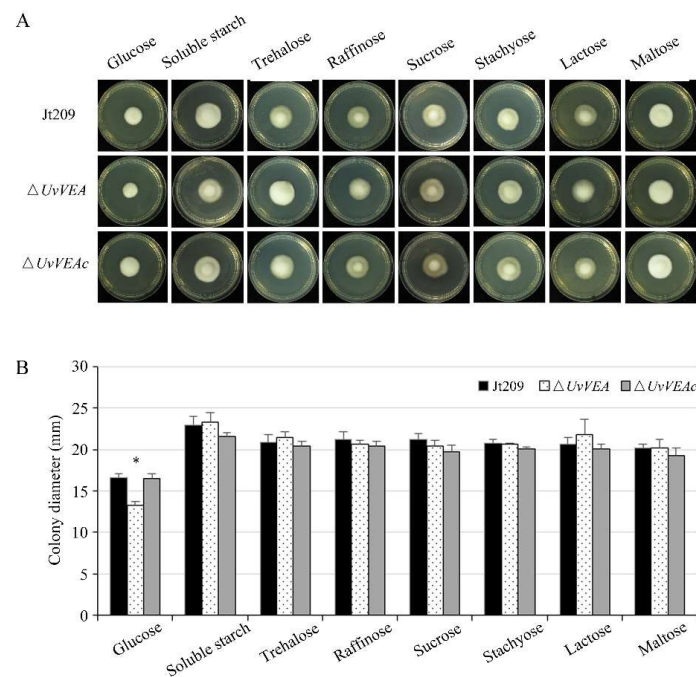 A
Glucose Soluble starch Trehalose Raffinose Sucrose Stachyose Lactose Maltose
Jt209
△UvVEA
△UvVEAc
B
30
Jt209 △UvVEA △UvVEAc
25
20
*
15
10
5
0
Colony diameter (mm)
Glucose Soluble starch Trehalose Raffinose Sucrose Stachyose Lactose Maltose